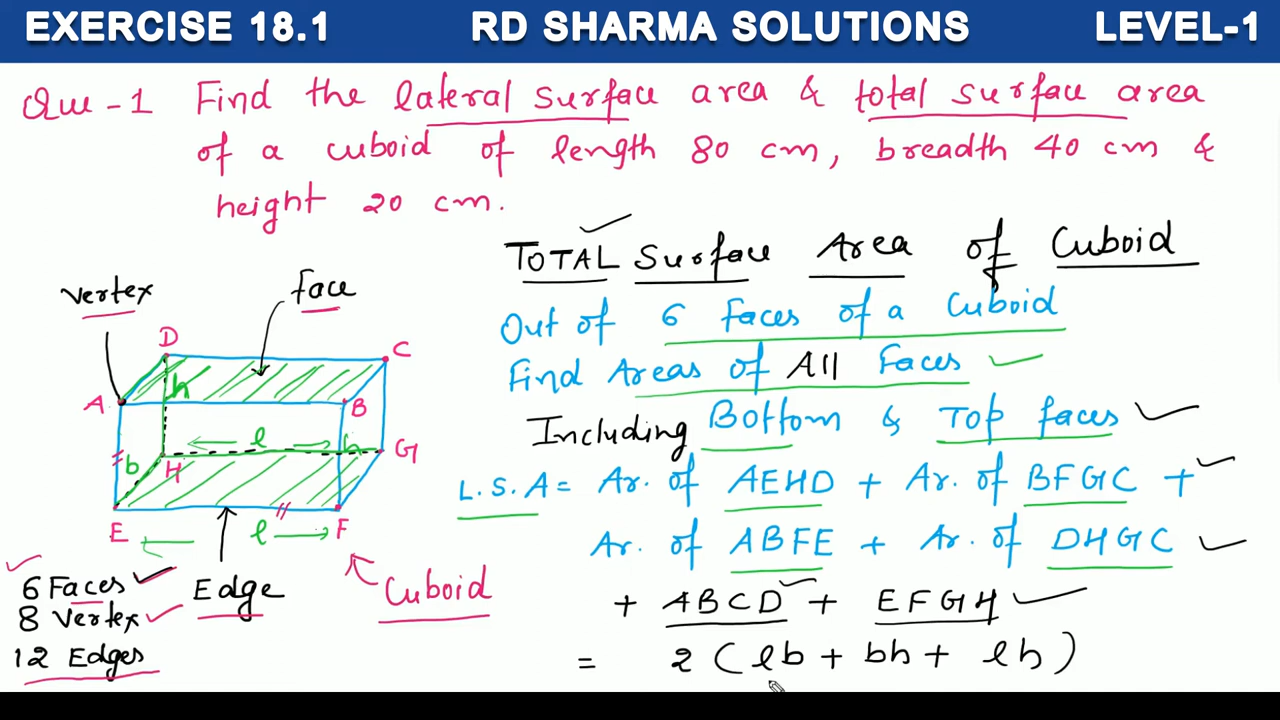 EXERCISE 18.1 RD SHARMA SOLUTIONS LEVEL-1
Que-1 Find the lateral surface area & total surface area
of a cuboid of length 80 cm, breadth 40 cm &
height 20 cm.
TOTAL Surface Area of Cuboid
Out of 6 Faces of a Cuboid
Find Areas of All Faces
Including Bottom & Top faces
L.S.A = Ar. of AEHD + Ar. of BFGC +
Ar. of ABFE + Ar. of DHGC
+ ABCD + EFGH
= 2 (lb + bh + lh)
Vertex face
D C
h
A B
l h
b H G
E l F
Edge Cuboid
6 Faces
8 Vertex
12 Edges